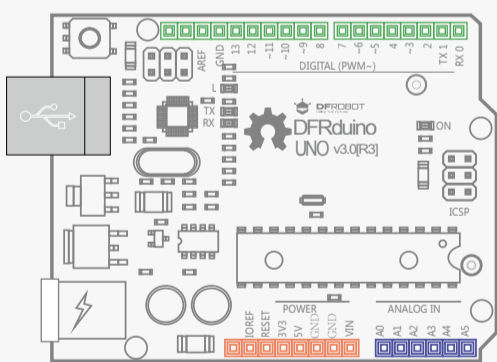 AREF
GND
13
12
~11
~10
~9
8
7
~6
~5
4
~3
2
TX 1
RX 0
DIGITAL (PWM~)
L
TX
RX
DFROBOT
DFRduino
UNO v3.0[R3]
ON
ICSP
POWER
ANALOG IN
IOREF
RESET
3V3
5V
GND
GND
VIN
A0
A1
A2
A3
A4
A5